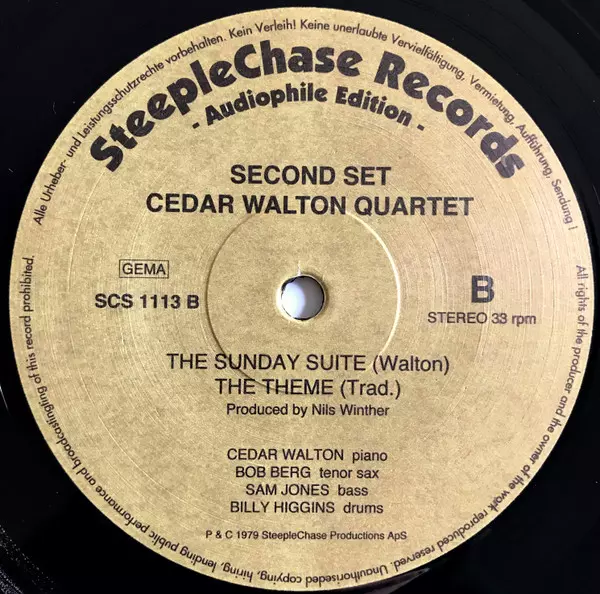 Alle Urheber- und Leistungsschutzrechte vorbehalten. Kein Verleih! Keine unerlaubte Vervielfältigung, Vermietung, Aufführung, Sendung !
SteepleChase Records
- Audiophile Edition -
SECOND SET
CEDAR WALTON QUARTET
GEMA
SCS 1113 B
B
STEREO 33 rpm
THE SUNDAY SUITE (Walton)
THE THEME (Trad.)
Produced by Nils Winther
CEDAR WALTON piano
BOB BERG tenor sax
SAM JONES bass
BILLY HIGGINS drums
P & C 1979 SteepleChase Productions ApS
All rights of the producer and the owner of the work reproduced reserved. Unauthoriseded copying, hiring, lending public performance and broadcastinging of this record prohibited.